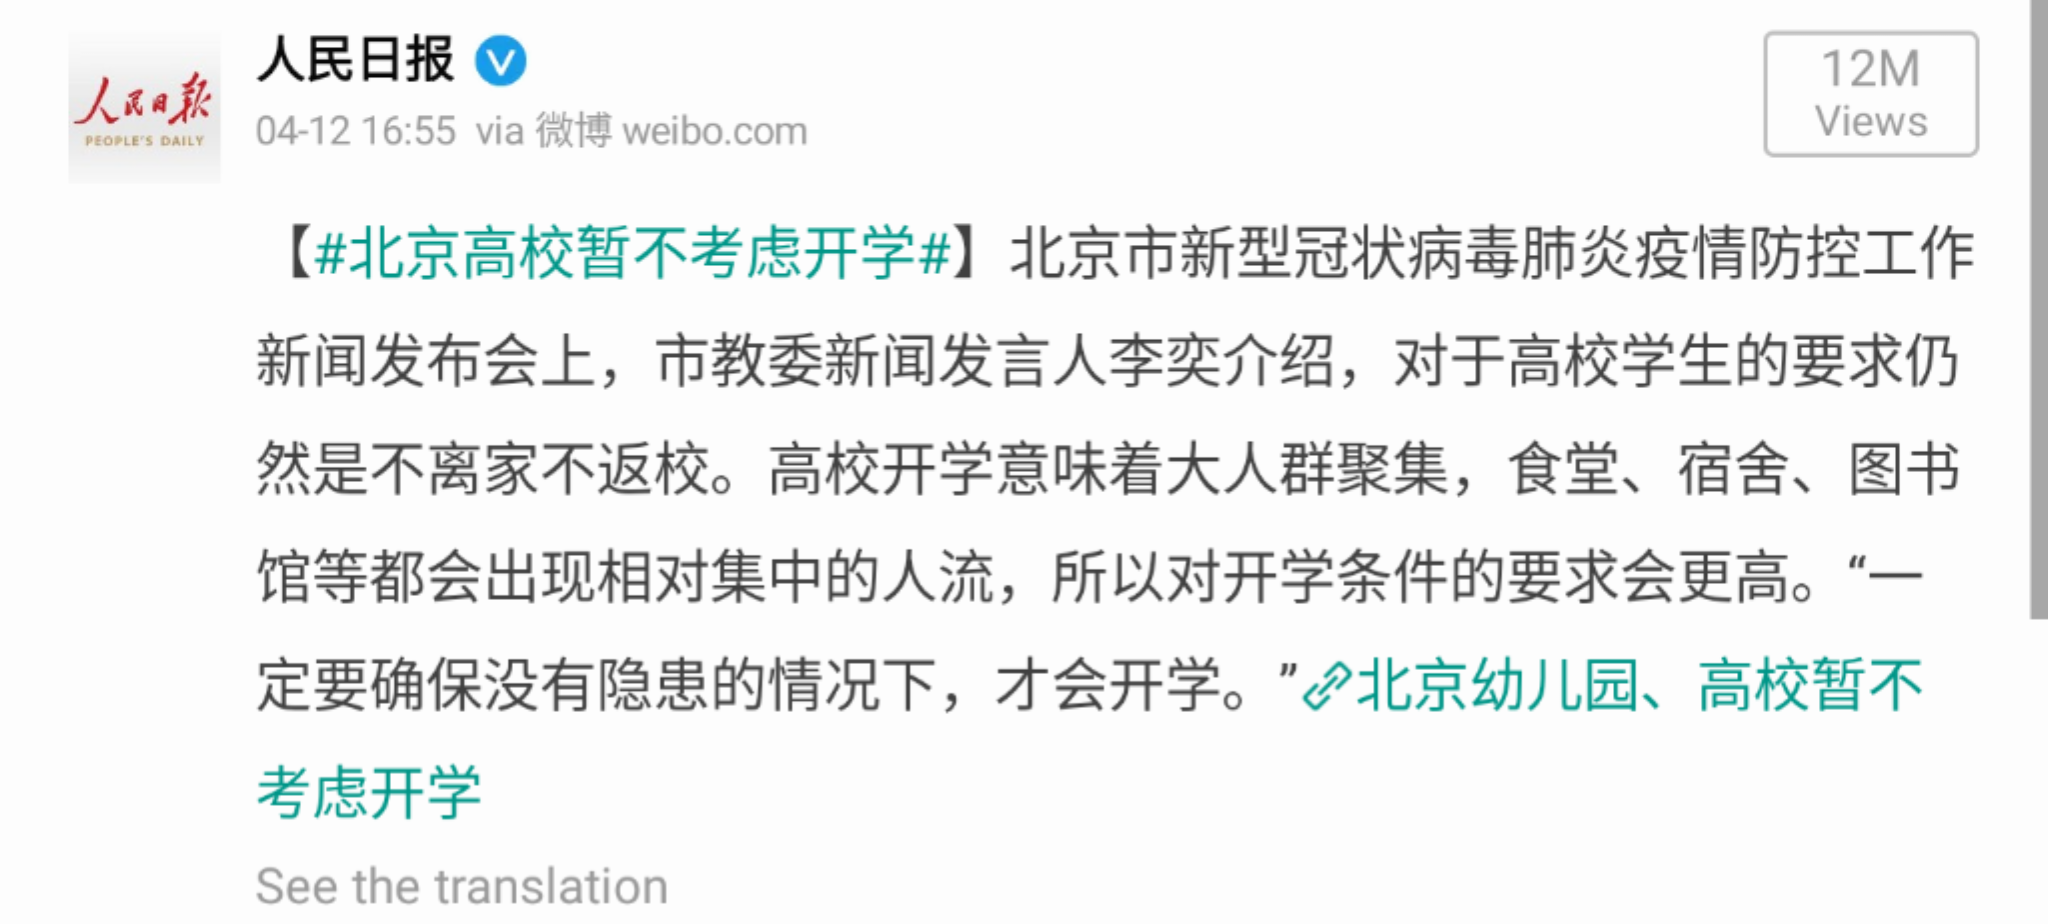 人民日报
PEOPLE'S DAILY
人民日报
04-12 16:55 via 微博 weibo.com
12M
Views
【#北京高校暂不考虑开学#】北京市新型冠状病毒肺炎疫情防控工作
新闻发布会上，市教委新闻发言人李奕介绍，对于高校学生的要求仍
然是不离家不返校。高校开学意味着大人群聚集，食堂、宿舍、图书
馆等都会出现相对集中的人流，所以对开学条件的要求会更高。“一
定要确保没有隐患的情况下，才会开学。”北京幼儿园、高校暂不
考虑开学
See the translation